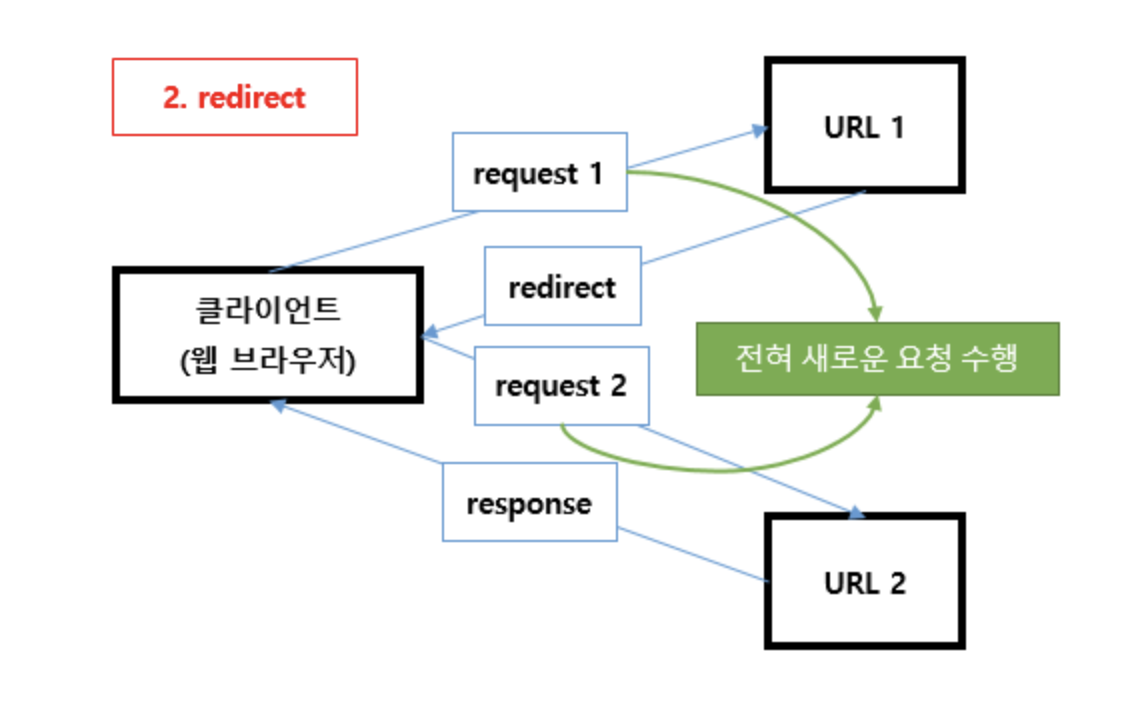 2. redirect
URL 1
request 1
redirect
클라이언트
(웹 브라우저)
전혀 새로운 요청 수행
request 2
response
URL 2